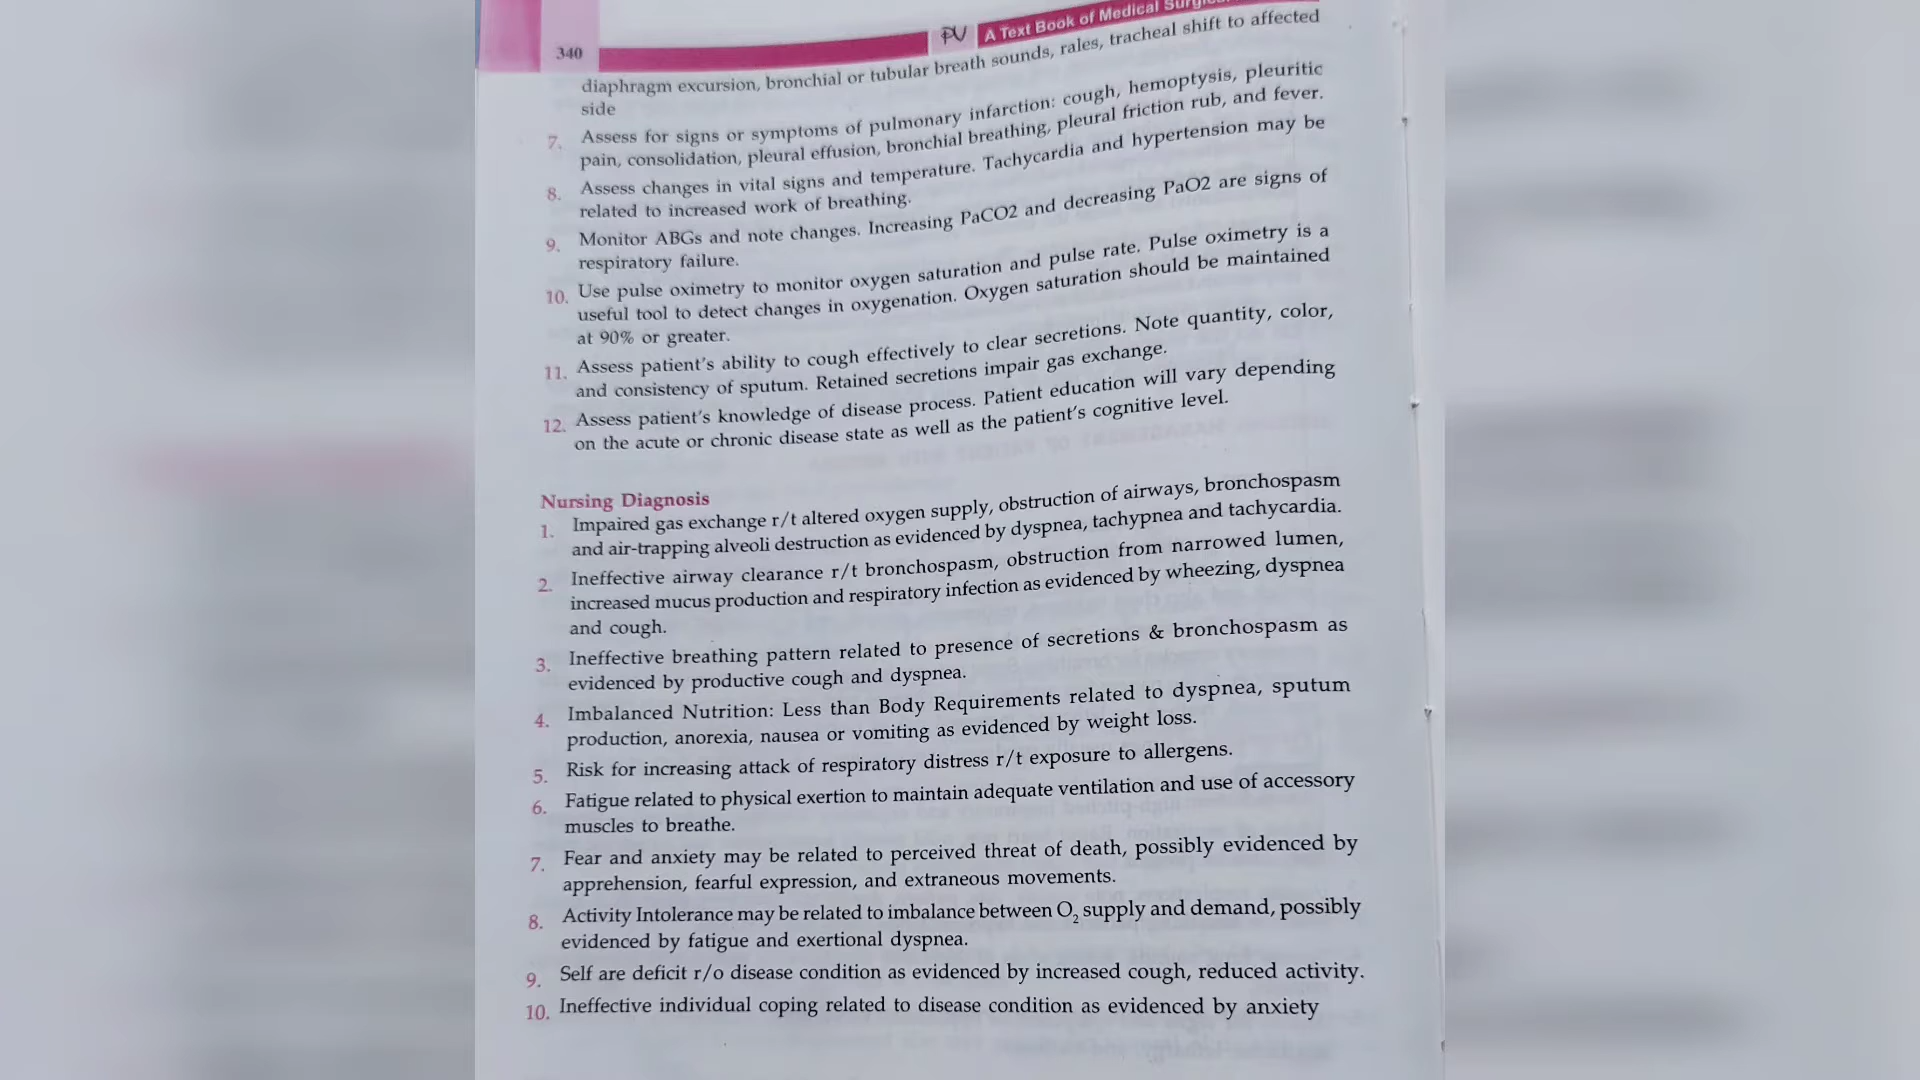 340
PU
A Text Book of Medical
diaphragm excursion, bronchial or tubular breath sounds, rales, tracheal shift to affected
side
7. Assess for signs or symptoms of pulmonary infarction: cough, hemoptysis, pleuritic
pain, consolidation, pleural effusion, bronchial breathing, pleural friction rub, and fever.
8. Assess changes in vital signs and temperature. Tachycardia and hypertension may be
related to increased work of breathing.
9. Monitor ABGs and note changes. Increasing PaCO2 and decreasing PaO2 are signs of
respiratory failure.
10. Use pulse oximetry to monitor oxygen saturation and pulse rate. Pulse oximetry is a
useful tool to detect changes in oxygenation. Oxygen saturation should be maintained
at 90% or greater.
11. Assess patient's ability to cough effectively to clear secretions. Note quantity, color,
and consistency of sputum. Retained secretions impair gas exchange.
12. Assess patient's knowledge of disease process. Patient education will vary depending
on the acute or chronic disease state as well as the patient's cognitive level.
Nursing Diagnosis
1. Impaired gas exchange r/t altered oxygen supply, obstruction of airways, bronchospasm
and air-trapping alveoli destruction as evidenced by dyspnea, tachypnea and tachycardia.
2. Ineffective airway clearance r/t bronchospasm, obstruction from narrowed lumen,
increased mucus production and respiratory infection as evidenced by wheezing, dyspnea
and cough.
3. Ineffective breathing pattern related to presence of secretions & bronchospasm as
evidenced by productive cough and dyspnea.
4. Imbalanced Nutrition: Less than Body Requirements related to dyspnea, sputum
production, anorexia, nausea or vomiting as evidenced by weight loss.
5. Risk for increasing attack of respiratory distress r/t exposure to allergens.
6. Fatigue related to physical exertion to maintain adequate ventilation and use of accessory
muscles to breathe.
7. Fear and anxiety may be related to perceived threat of death, possibly evidenced by
apprehension, fearful expression, and extraneous movements.
8. Activity Intolerance may be related to imbalance between O₂ supply and demand, possibly
evidenced by fatigue and exertional dyspnea.
9. Self are deficit r/o disease condition as evidenced by increased cough, reduced activity.
10. Ineffective individual coping related to disease condition as evidenced by anxiety